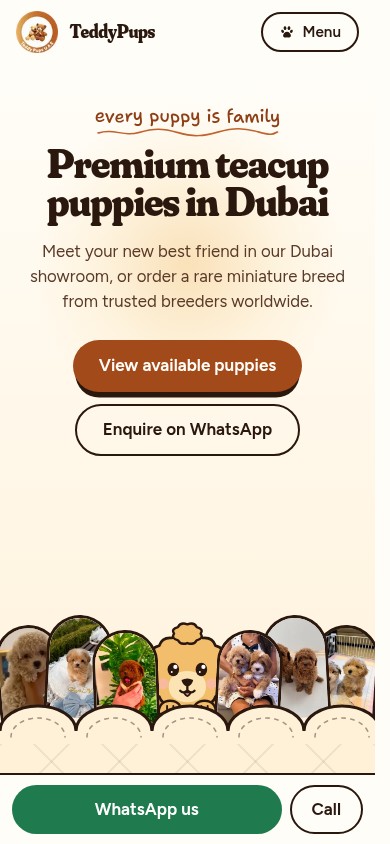 TeddyPups
Menu
every puppy is family
Premium teacup
puppies in Dubai
Meet your new best friend in our Dubai
showroom, or order a rare miniature breed
from trusted breeders worldwide.
View available puppies
Enquire on WhatsApp
WhatsApp us
Call